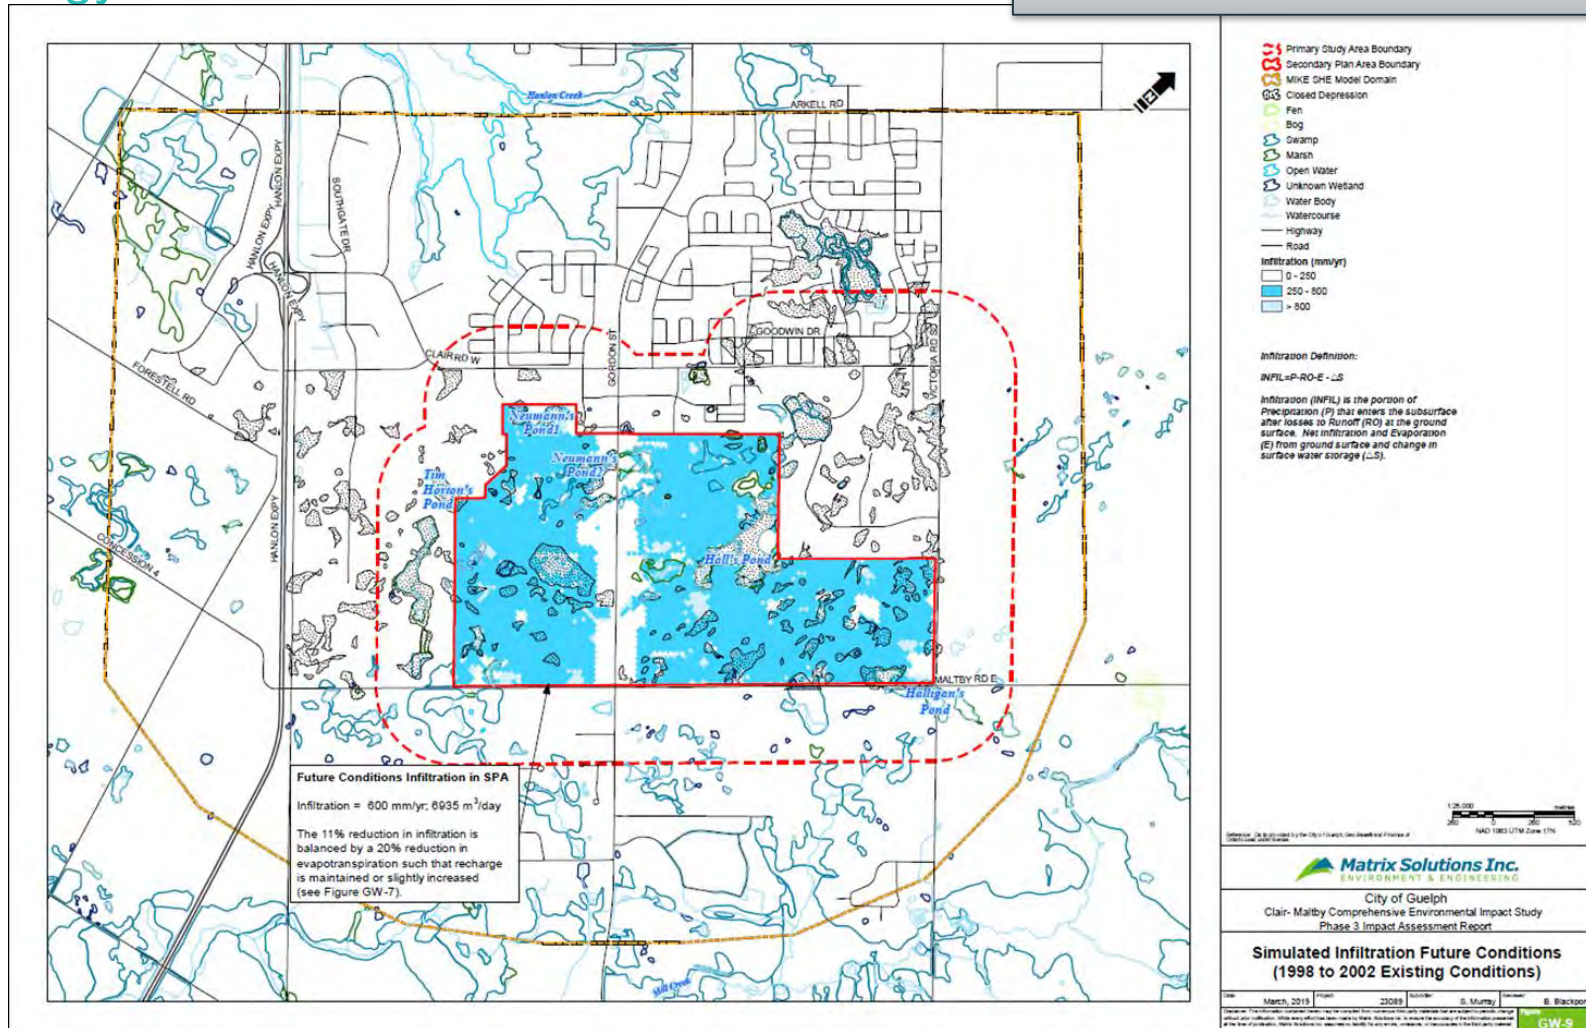 Hanlon Creek
ARKELL RD
HANLON EXPY
HANLON EXPY
HANLON EXPY
HANLON EXPY
SOUTHGATE DR
GORDON ST
GOODWIN DR
VICTORIA RD S
CLAIR RD W
FORESTELL RD
Neumann's
Pond1
Neumann's
Pond2
Tim
Horton's
Pond
HANLON EXPY
CONCESSION 4
Hall's Pond
MALTBY RD E
Halligan's
Pond
Mill Creek
Future Conditions Infiltration in SPA
Infiltration = 600 mm/yr; 6935 m³/day
The 11% reduction in infiltration is
balanced by a 20% reduction in
evapotranspiration such that recharge
is maintained or slightly increased
(see Figure GW-7).
Primary Study Area Boundary
Secondary Plan Area Boundary
MIKE SHE Model Domain
Closed Depression
Fen
Bog
Swamp
Marsh
Open Water
Unknown Wetland
Water Body
Watercourse
Highway
Road
Infiltration (mm/yr)
0 - 250
250 - 800
> 800
Infiltration Definition:
INFIL=P-RO-E - △S
Infiltration (INFIL) is the portion of
Precipitation (P) that enters the subsurface
after losses to Runoff (RO) at the ground
surface. Net Infiltration and Evaporation
(E) from ground surface and change in
surface water storage (△S).
1:25,000
metres
NAD 1983 UTM Zone 17N
Matrix Solutions Inc.
ENVIRONMENT & ENGINEERING
City of Guelph
Clair- Maltby Comprehensive Environmental Impact Study
Phase 3 Impact Assessment Report
Simulated Infiltration Future Conditions
(1998 to 2002 Existing Conditions)
Date: March, 2019 Project: 23089 Submitter: S. Murray Reviewer: B. Blackport
GW-9